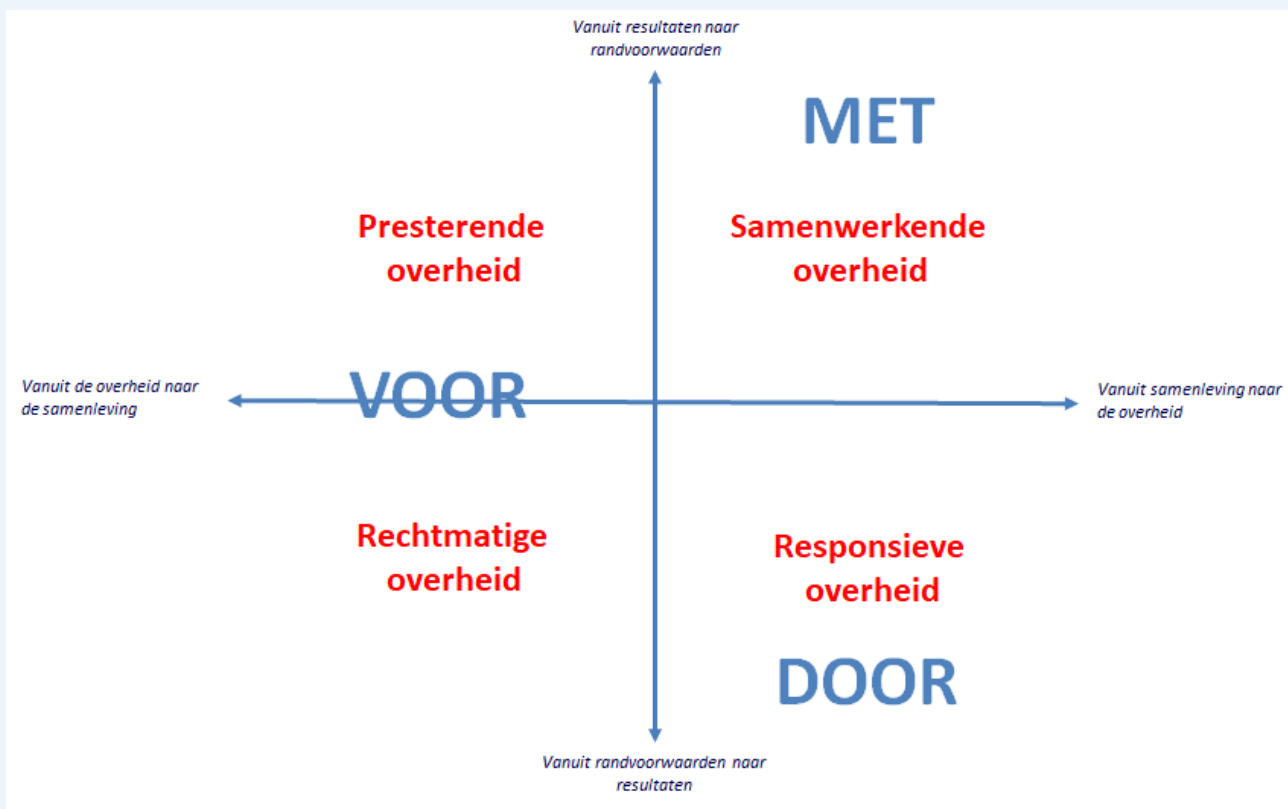 Vanuit resultaten naar
randvoorwaarden
MET
Presterende
overheid
Samenwerkende
overheid
Vanuit de overheid naar
de samenleving
VOOR
Vanuit samenleving naar
de overheid
Rechtmatige
overheid
Responsieve
overheid
DOOR
Vanuit randvoorwaarden naar
resultaten